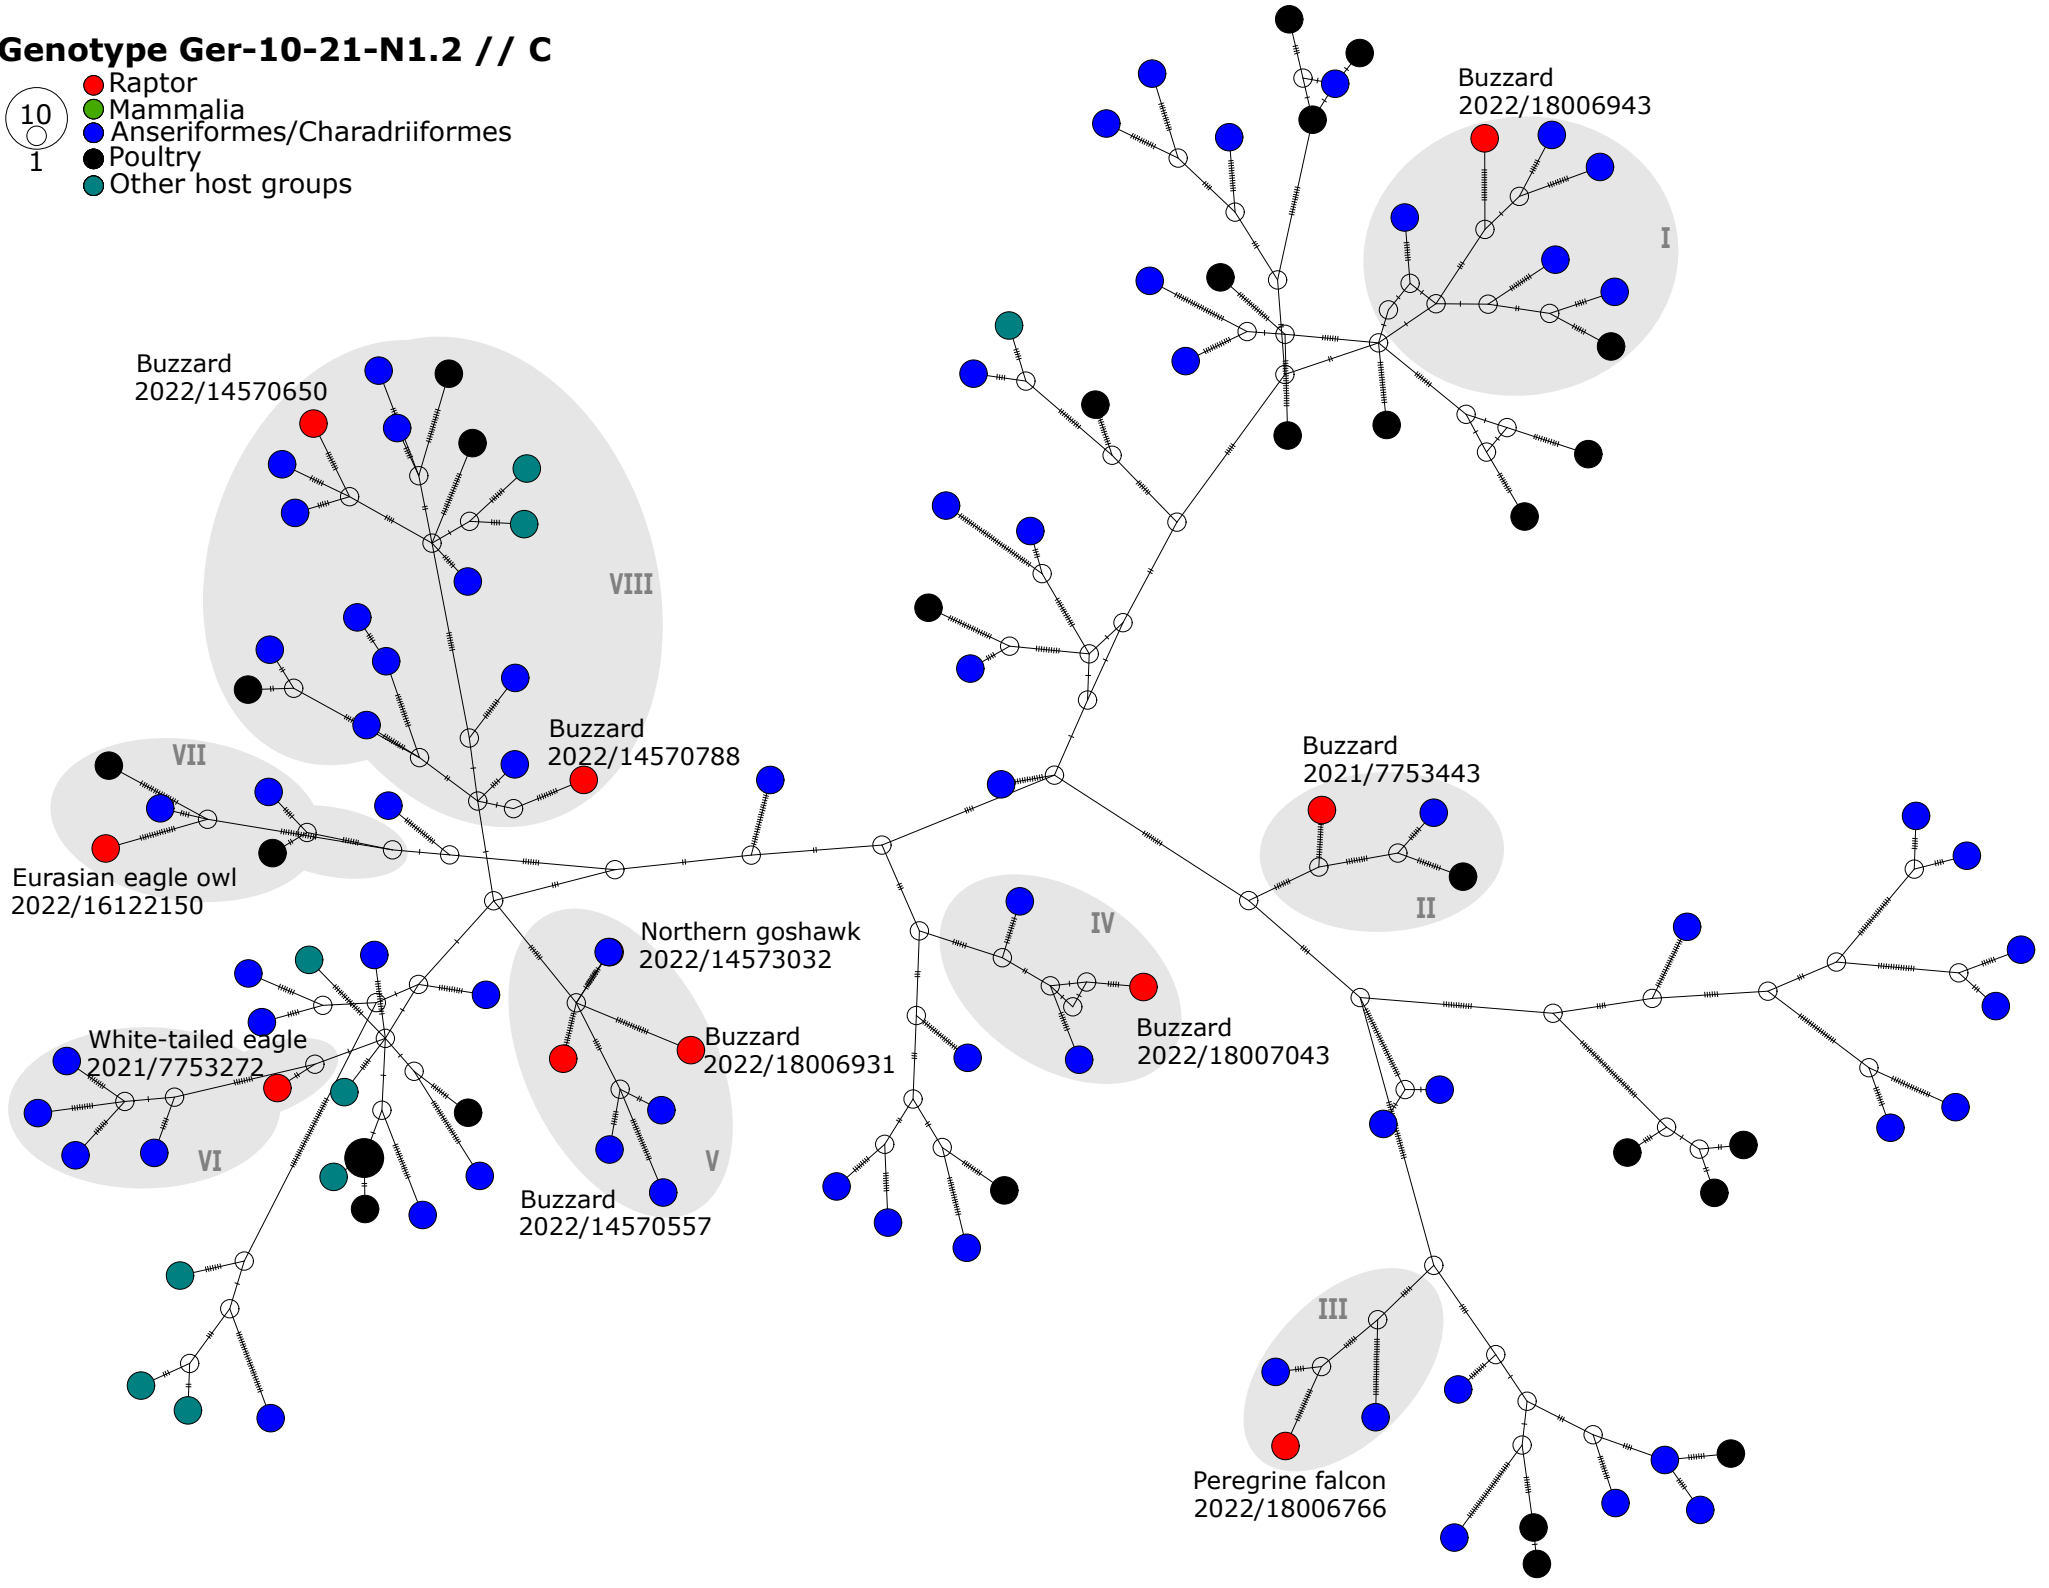 Genotype Ger-10-21-N1.2 // C
Raptor
Mammalia
Anseriformes/Charadriiformes
Poultry
Other host groups
10
1
Buzzard
2022/18006943
I
Buzzard
2022/14570650
VIII
Buzzard
2022/14570788
VII
Eurasian eagle owl
2022/16122150
Buzzard
2021/7753443
II
Northern goshawk
2022/14573032
IV
Buzzard
2022/18006931
Buzzard
2022/18007043
White-tailed eagle
2021/7753272
VI
V
Buzzard
2022/14570557
III
Peregrine falcon
2022/18006766